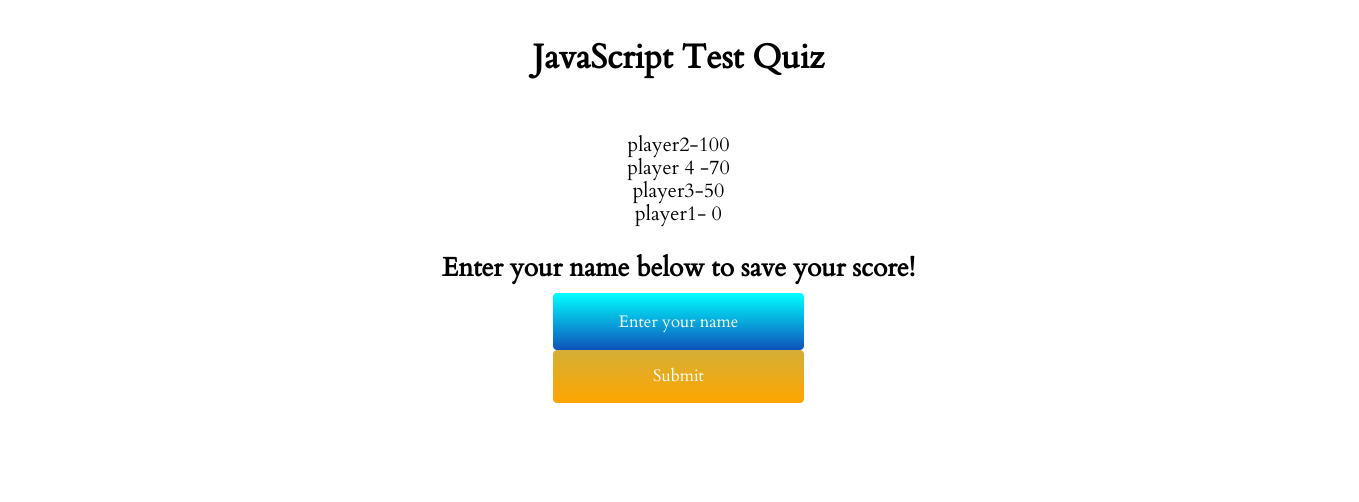 JavaScript Test Quiz
player2-100
player 4 -70
player3-50
player1- 0
Enter your name below to save your score!
Enter your name
Submit